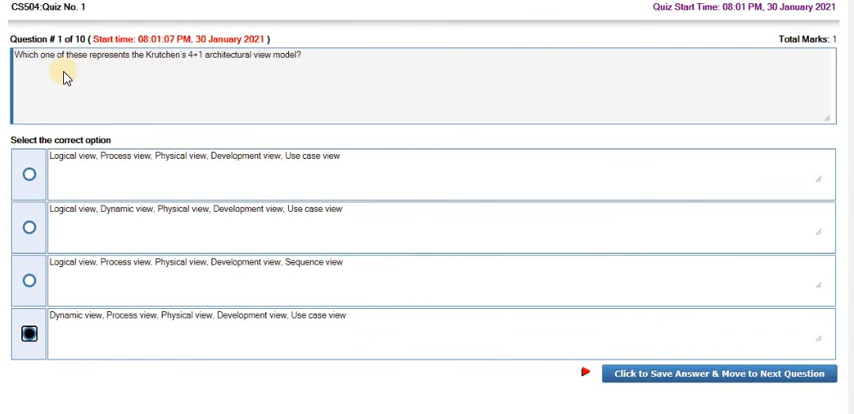 CS504:Quiz No. 1
Quiz Start Time: 08:01 PM, 30 January 2021
Question # 1 of 10 ( Start time: 08:01:07 PM, 30 January 2021 )
Total Marks: 1
Which one of these represents the Krutchen's 4+1 architectural view model?
Select the correct option
Logical view, Process view, Physical view, Development view, Use case view
Logical view, Dynamic view, Physical view, Development view, Use case view
Logical view, Process view, Physical view, Development view, Sequence view
Dynamic view, Process view, Physical view, Development view, Use case view
Click to Save Answer & Move to Next Question